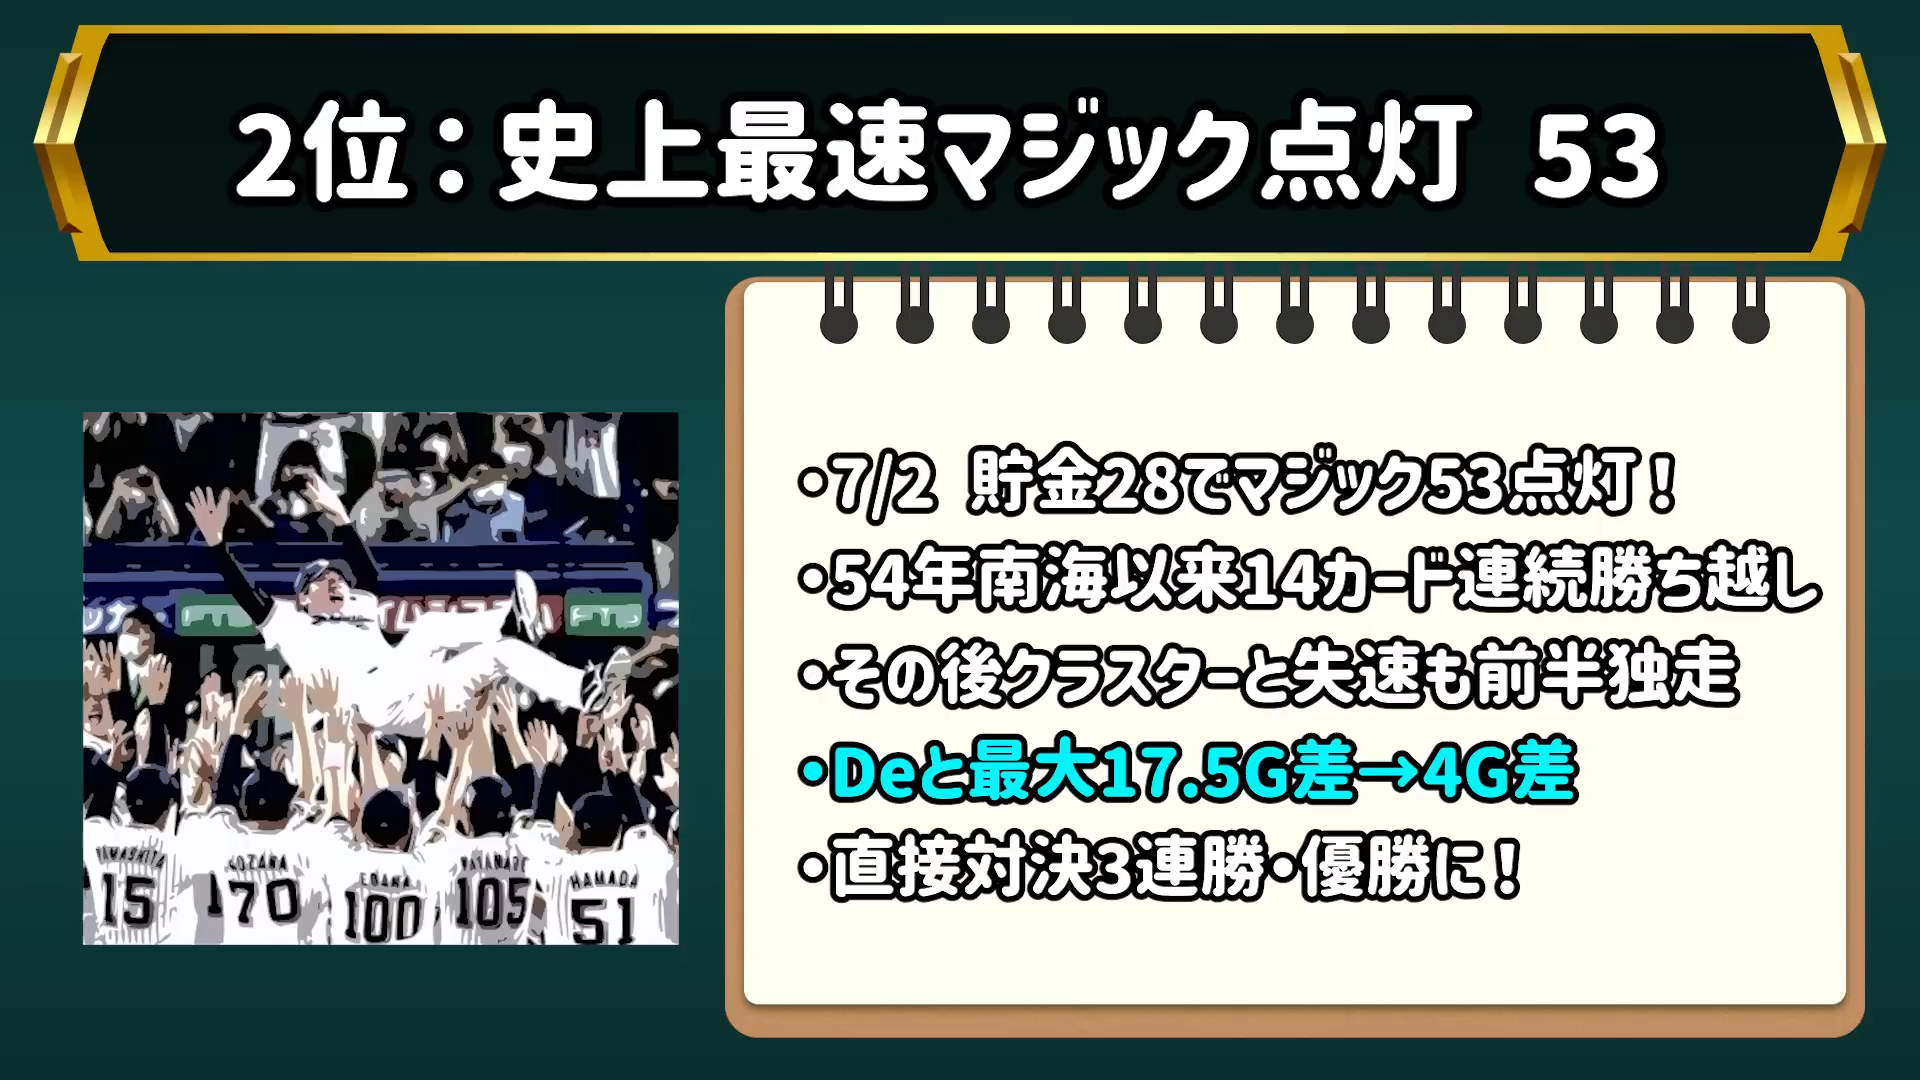 2位：史上最速マジック点灯 53
・7/2 貯金28でマジック53点灯！
・54年南海以来14カード連続勝ち越し
・その後クラスターと失速も前半独走
・Deと最大17.5G差→4G差
・直接対決3連勝・優勝に！
YAMASHITA
15
170
100
105
HAMADA
51